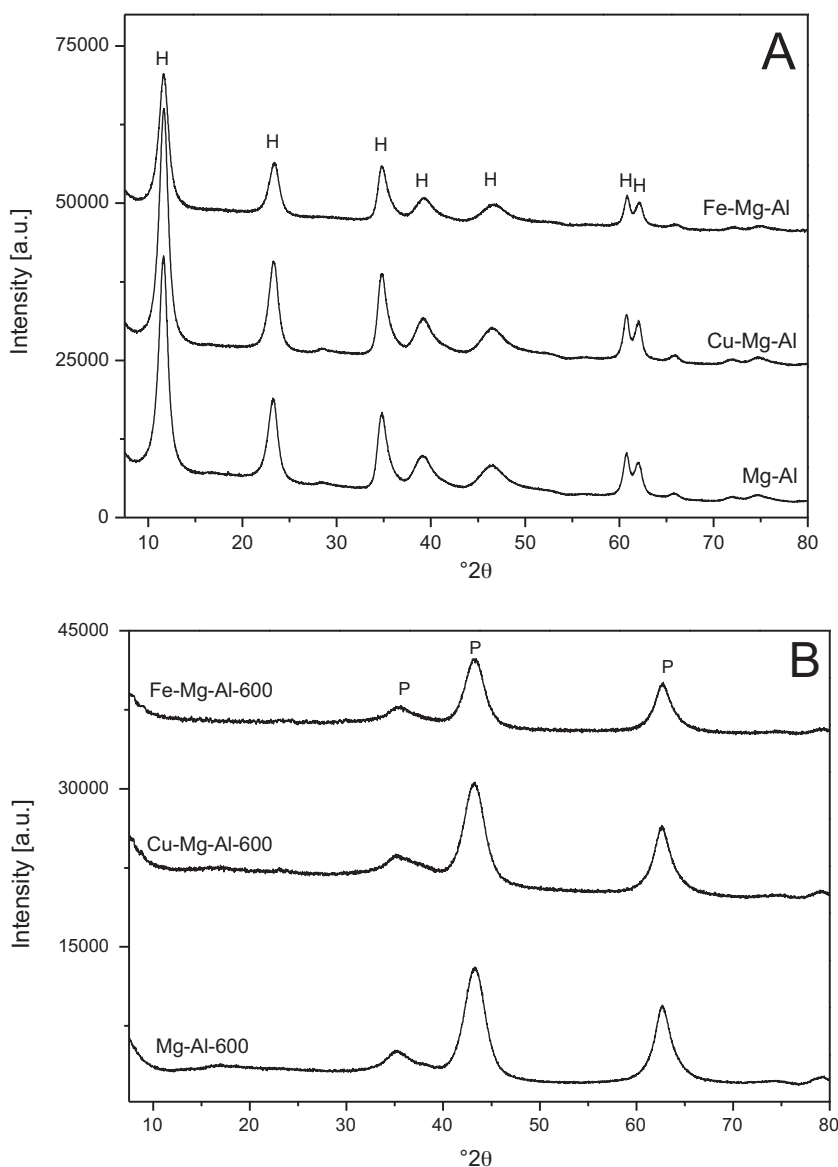 75000
A
H
H
H
H
H
H
H
50000
Fe-Mg-Al
Intensity [a.u.]
25000
Cu-Mg-Al
Mg-Al
0
10
20
30
40
50
60
70
80
°2θ
45000
B
P
P
P
Fe-Mg-Al-600
30000
Intensity [a.u.]
Cu-Mg-Al-600
15000
Mg-Al-600
10
20
30
40
50
60
70
80
°2θ